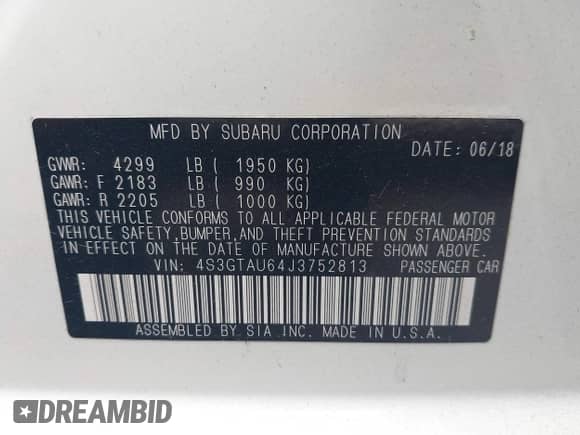 MFD BY SUBARU CORPORATION
DATE: 06/18
GVWR: 4299 LB ( 1950 KG)
GAWR: F 2183 LB ( 990 KG)
GAWR: R 2205 LB ( 1000 KG)
THIS VEHICLE CONFORMS TO ALL APPLICABLE FEDERAL MOTOR
VEHICLE SAFETY,BUMPER,AND THEFT PREVENTION STANDARDS
IN EFFECT ON THE DATE OF MANUFACTURE SHOWN ABOVE.
VIN: 4S3GTAU64J3752813 PASSENGER CAR
ASSEMBLED BY SIA INC. MADE IN U.S.A.
DREAMBID